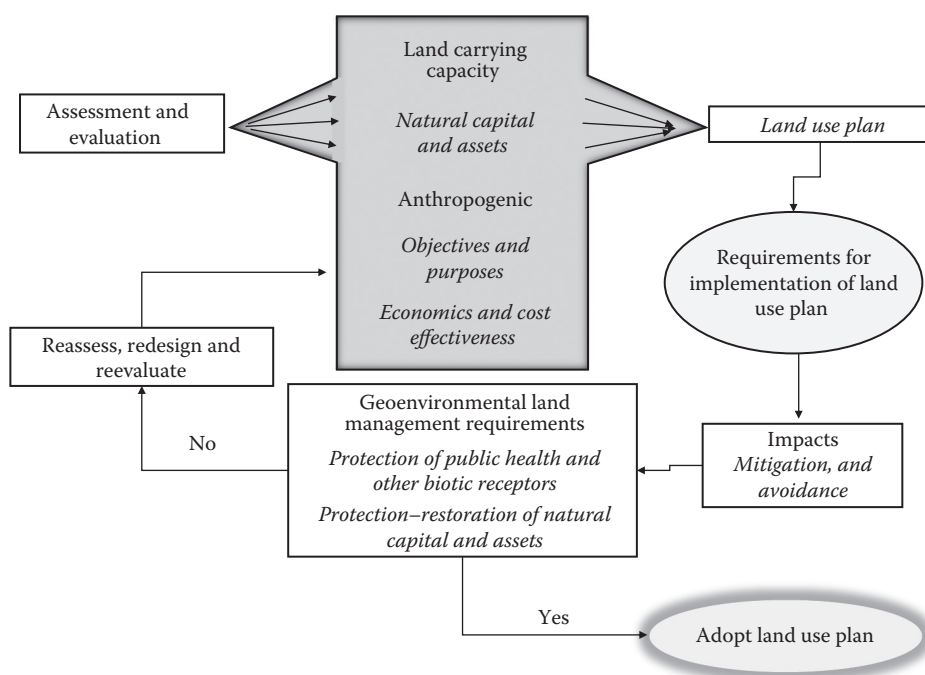 Assessment and
evaluation
Land carrying
capacity
Natural capital
and assets
Anthropogenic
Objectives and
purposes
Economics and cost
effectiveness
Land use plan
Requirements for
implementation of land
use plan
Impacts
Mitigation, and
avoidance
Geoenvironmental land
management requirements
Protection of public health and
other biotic receptors
Protection–restoration of natural
capital and assets
No
Reassess, redesign and
reevaluate
Yes
Adopt land use plan